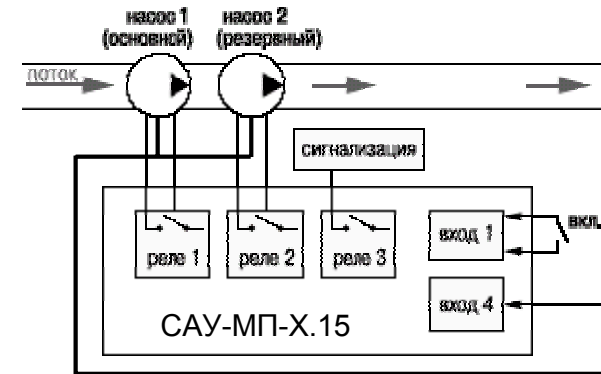 насос 1 насос 2
(основной) (резервный)
поток
сигнализация
реле 1 реле 2 реле 3
вход 1
вкл.
вход 4
САУ-МП-Х.15